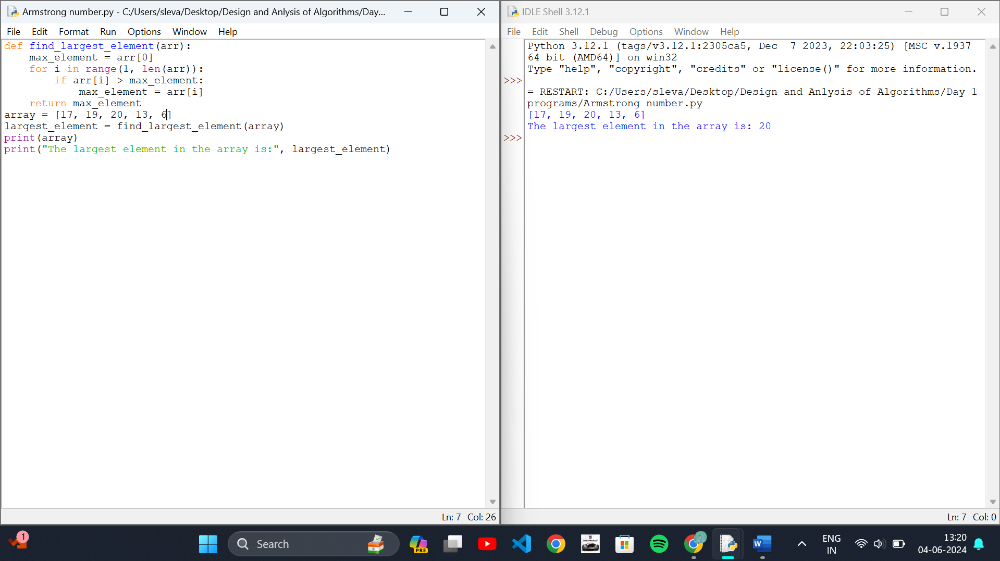 Armstrong number.py - C:/Users/sleva/Desktop/Design and Anlysis of Algorithms/Day...
File Edit Format Run Options Window Help
def find_largest_element(arr):
    max_element = arr[0]
    for i in range(1, len(arr)):
        if arr[i] > max_element:
            max_element = arr[i]
    return max_element
array = [17, 19, 20, 13, 6]
largest_element = find_largest_element(array)
print(array)
print("The largest element in the array is:", largest_element)
Ln: 7 Col: 26
IDLE Shell 3.12.1
File Edit Shell Debug Options Window Help
Python 3.12.1 (tags/v3.12.1:2305ca5, Dec  7 2023, 22:03:25) [MSC v.1937
64 bit (AMD64)] on win32
Type "help", "copyright", "credits" or "license()" for more information.
>>>
= RESTART: C:/Users/sleva/Desktop/Design and Anlysis of Algorithms/Day 1
programs/Armstrong number.py
[17, 19, 20, 13, 6]
The largest element in the array is: 20
>>>
Ln: 7 Col: 0
1
Search
PRE
ASPHALT
W
ENG
IN
13:20
04-06-2024